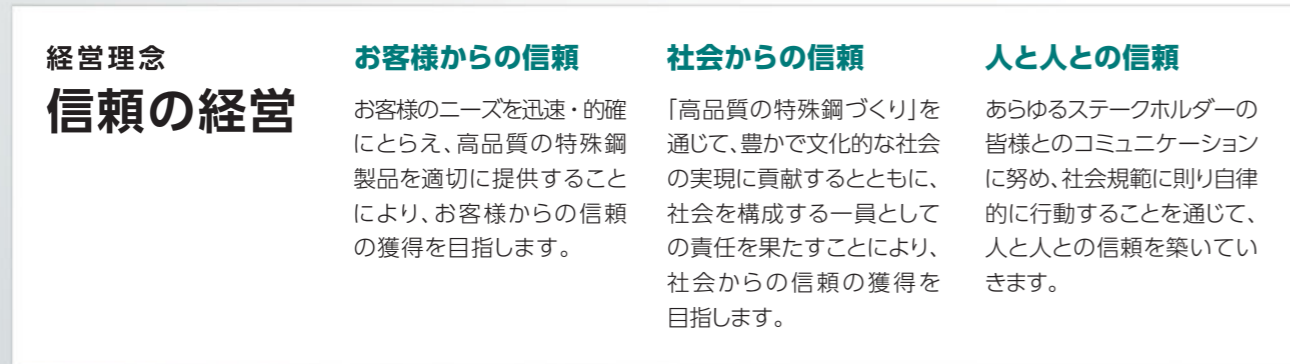 経営理念
信頼の経営
お客様からの信頼
お客様のニーズを迅速・的確
にとらえ、高品質の特殊鋼
製品を適切に提供すること
により、お客様からの信頼
の獲得を目指します。
社会からの信頼
「高品質の特殊鋼づくり」を
通じて、豊かで文化的な社会
の実現に貢献するとともに、
社会を構成する一員として
の責任を果たすことにより、
社会からの信頼の獲得を
目指します。
人と人との信頼
あらゆるステークホルダーの
皆様とのコミュニケーション
に努め、社会規範に則り自律
的に行動することを通じて、
人と人との信頼を築いてい
きます。